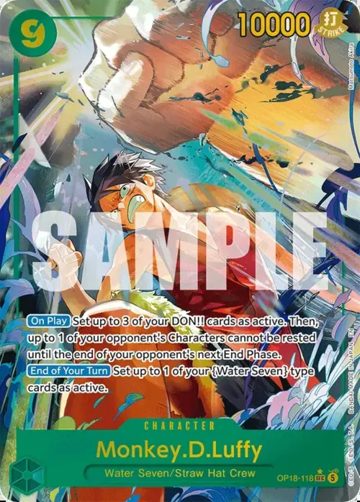 9
10000
打
STRIKE
SAMPLE
On Play Set up to 3 of your DON!! cards as active. Then,
up to 1 of your opponent's Characters cannot be rested
until the end of your opponent's next End Phase.
End of Your Turn Set up to 1 of your {Water Seven} type
cards as active.
CHARACTER
Monkey.D.Luffy
Water Seven/Straw Hat Crew
OP18-118 SEC S